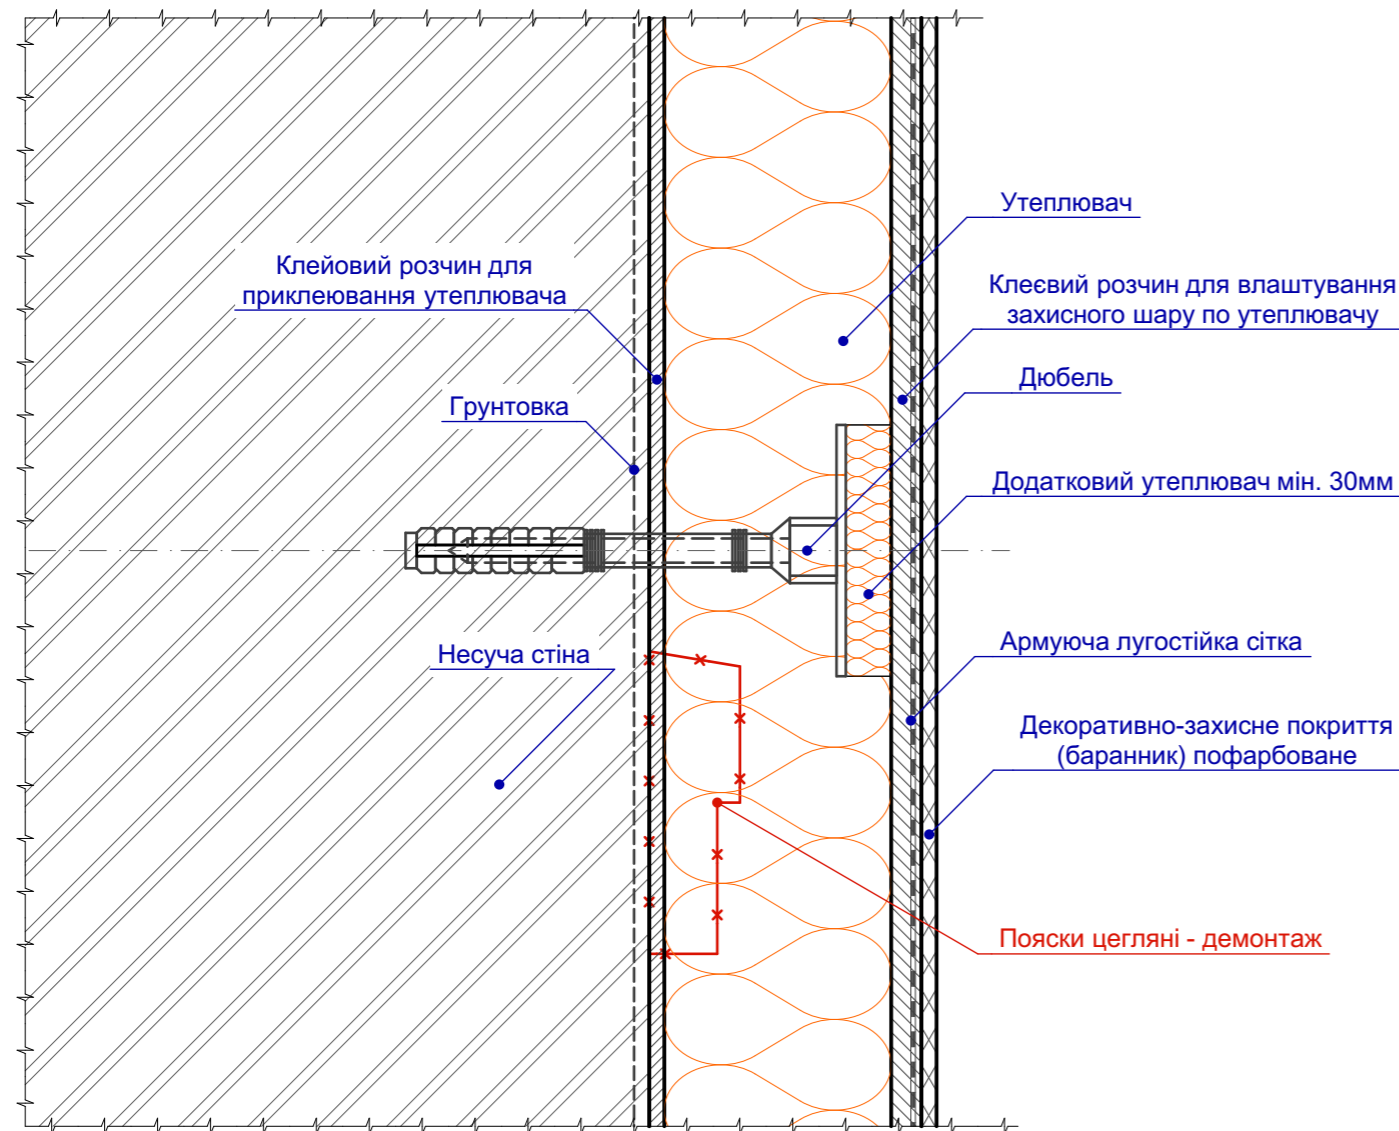 Утеплювач
Клейовий розчин для
приклеювання утеплювача
Клеєвий розчин для влаштування
захисного шару по утеплювачу
Дюбель
Грунтовка
Додатковий утеплювач мін. 30мм
Несуча стіна
Армуюча лугостійка сітка
Декоративно-захисне покриття
(баранник) пофарбоване
Пояски цегляні - демонтаж